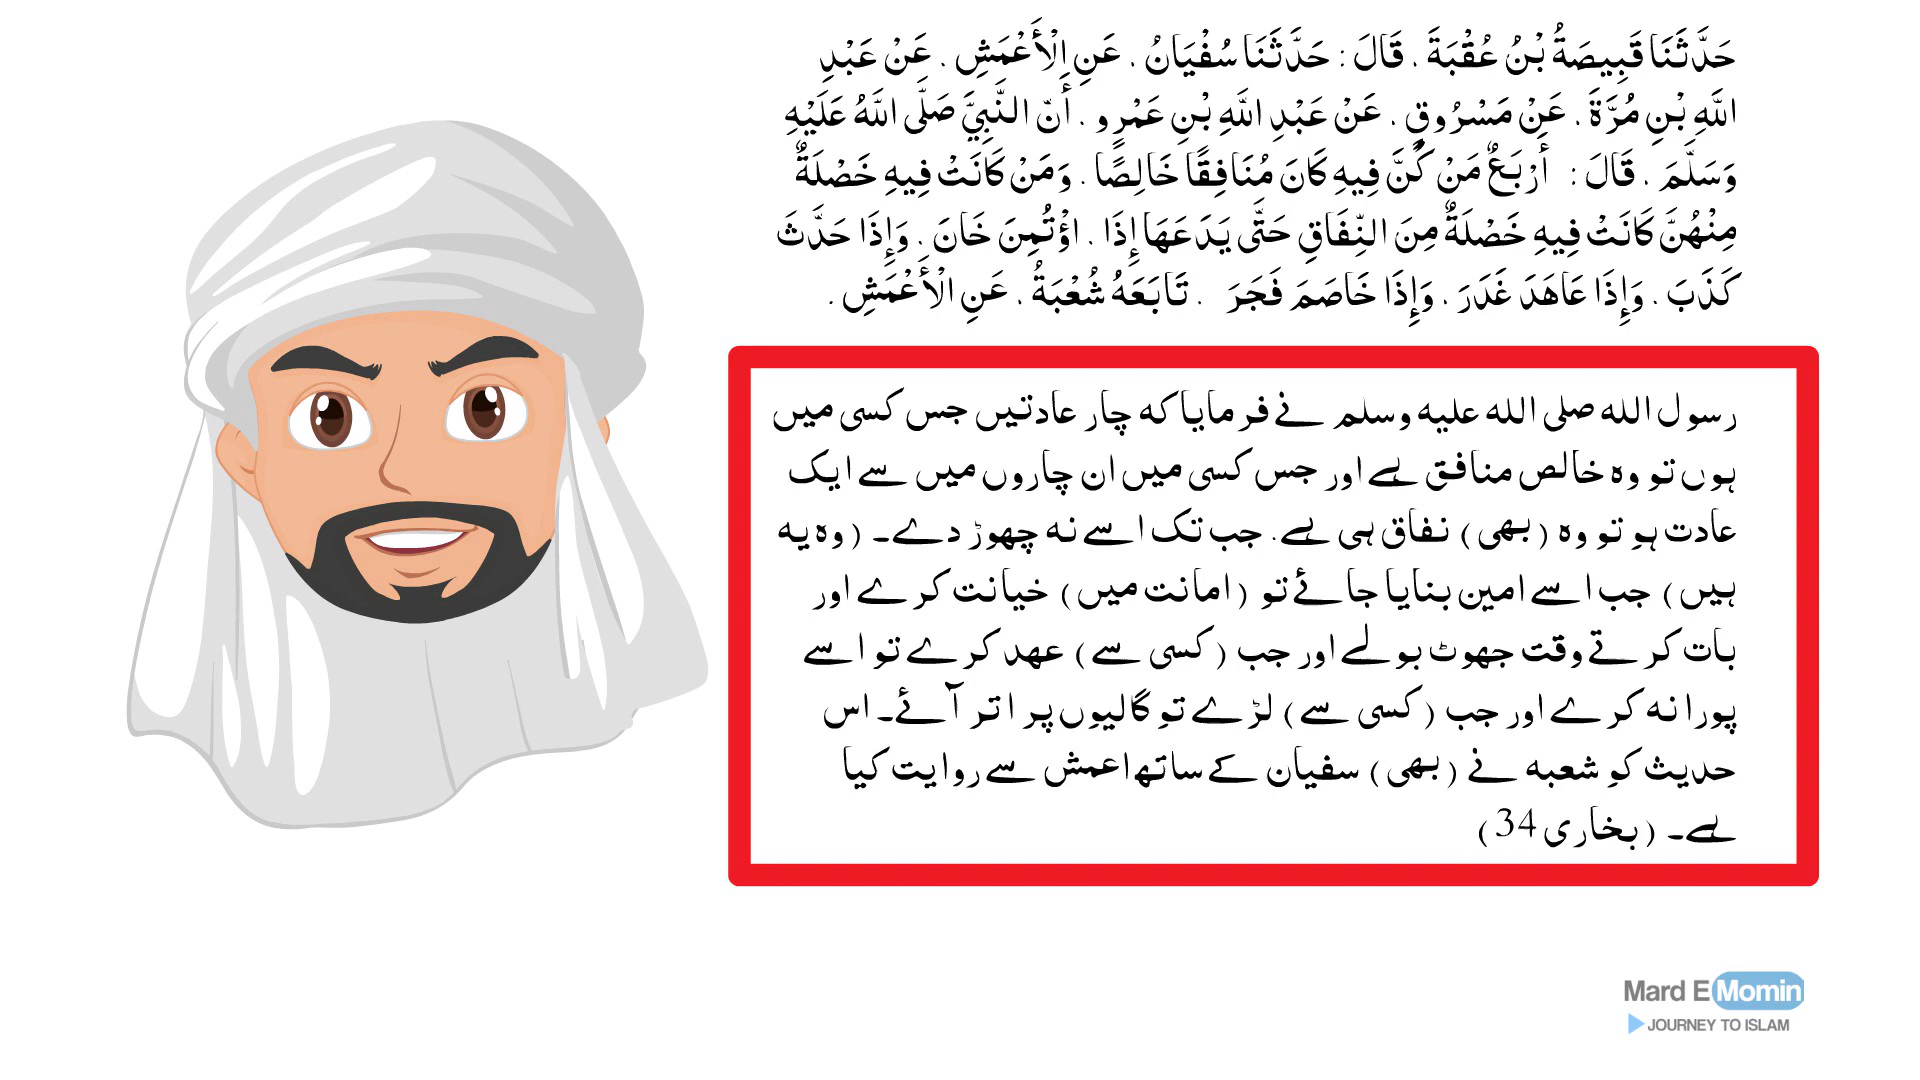 حَدَّثَنَا قَبِيصَةُ بْنُ عُقْبَةَ ، قَالَ : حَدَّثَنَا سُفْيَانُ ، عَنِ الْأَعْمَشِ ، عَنْ عَبْدِ
اللَّهِ بْنِ مُرَّةَ ، عَنْ مَسْرُوقٍ ، عَنْ عَبْدِ اللَّهِ بْنِ عَمْرٍو ، أَنّ النَّبِيَّ صَلَّى اللَّهُ عَلَيْهِ
وَسَلَّمَ ، قَالَ : أَرْبَعٌ مَنْ كُنَّ فِيهِ كَانَ مُنَافِقًا خَالِصًا ، وَمَنْ كَانَتْ فِيهِ خَصْلَةٌ
مِنْهُنَّ كَانَتْ فِيهِ خَصْلَةٌ مِنَ النِّفَاقِ حَتَّى يَدَعَهَا إِذَا ، اؤْتُمِنَ خَانَ ، وَإِذَا حَدَّثَ
كَذَبَ ، وَإِذَا عَاهَدَ غَدَرَ ، وَإِذَا خَاصَمَ فَجَرَ ، تَابَعَهُ شُعْبَةُ ، عَنِ الْأَعْمَشِ .
رسول اللہ صلی اللہ علیہ وسلم نے فرمایا کہ چار عادتیں جس کسی میں
ہوں تو وہ خالص منافق ہے اور جس کسی میں ان چاروں میں سے ایک
عادت ہو تو وہ (بھی) نفاق ہی ہے، جب تک اسے نہ چھوڑ دے۔ (وہ یہ
ہیں) جب اسے امین بنایا جائے تو (امانت میں) خیانت کرے اور
بات کرتے وقت جھوٹ بولے اور جب (کسی سے) عہد کرے تو اسے
پورا نہ کرے اور جب (کسی سے) لڑے تو گالیوں پر اتر آئے۔ اس
حدیث کو شعبہ نے (بھی) سفیان کے ساتھ اعمش سے روایت کیا
ہے۔ (بخاری 34)
Mard E Momin
JOURNEY TO ISLAM